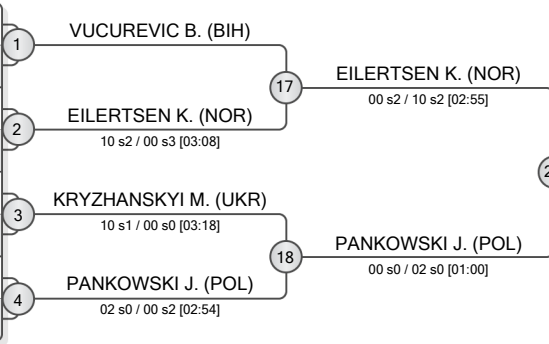 VUCUREVIC B. (BIH)
1
17
EILERTSEN K. (NOR)
00 s2 / 10 s2 [02:55]
EILERTSEN K. (NOR)
2
10 s2 / 00 s3 [03:08]
KRYZHANSKYI M. (UKR)
3
10 s1 / 00 s0 [03:18]
18
PANKOWSKI J. (POL)
00 s0 / 02 s0 [01:00]
PANKOWSKI J. (POL)
4
02 s0 / 00 s2 [02:54]